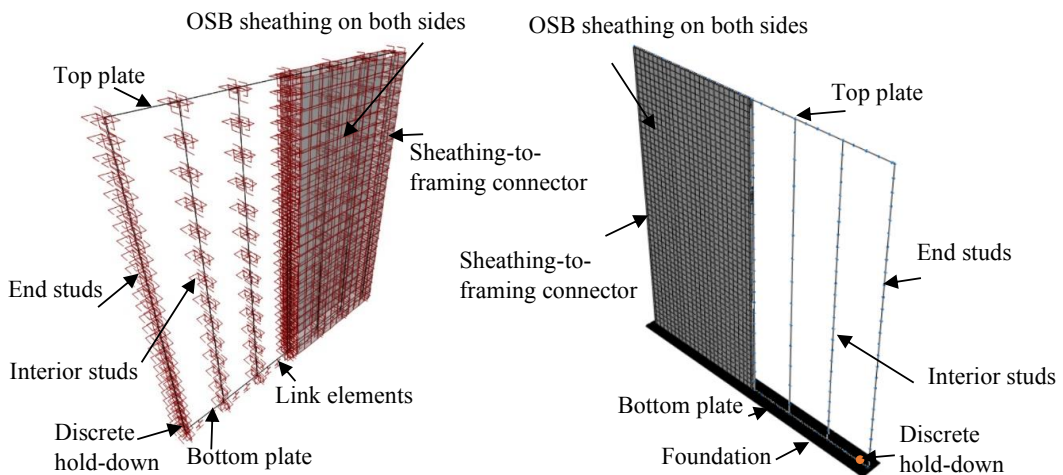 OSB sheathing on both sides
Top plate
Sheathing-to-
framing connector
End studs
Interior studs
Link elements
Discrete
hold-down
Bottom plate
OSB sheathing on both sides
Top plate
Sheathing-to-
framing connector
End studs
Interior studs
Bottom plate
Foundation
Discrete
hold-down